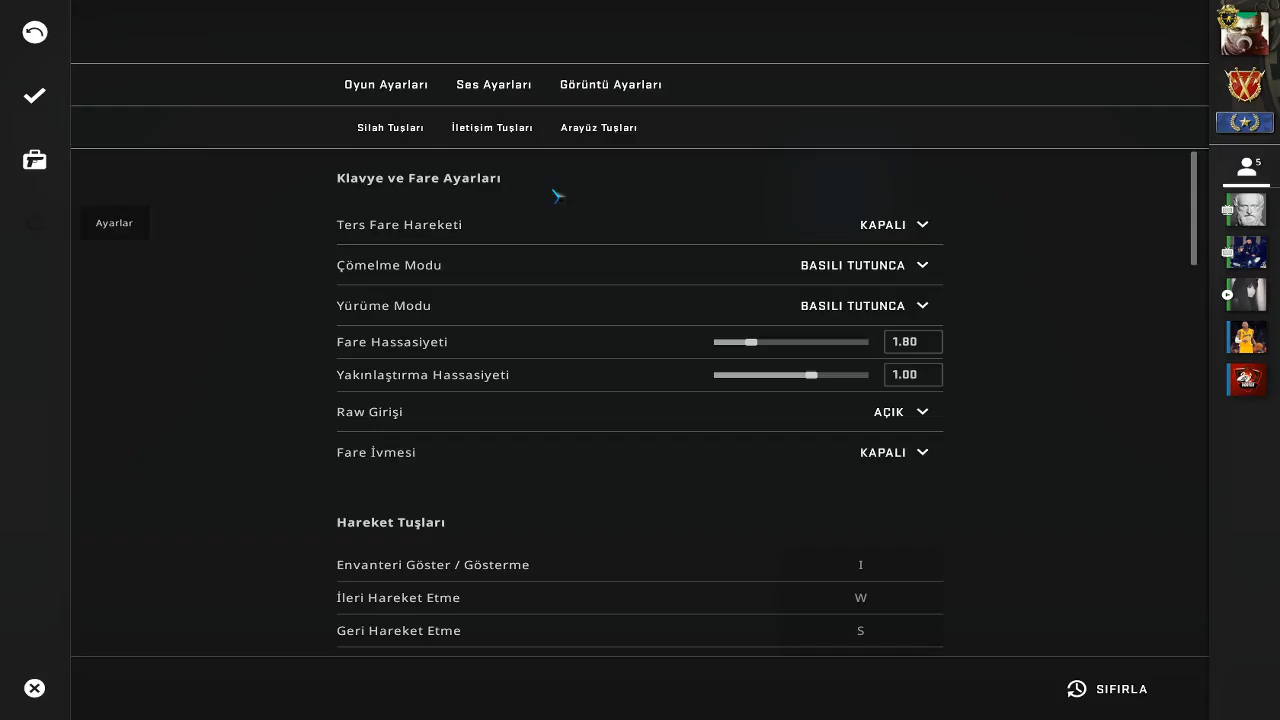 Oyun Ayarları Ses Ayarları Görüntü Ayarları
Silah Tuşları İletişim Tuşları Arayüz Tuşları
5
Klavye ve Fare Ayarları
Ayarlar
Ters Fare Hareketi KAPALI
Çömelme Modu BASILI TUTUNCA
Yürüme Modu BASILI TUTUNCA
Fare Hassasiyeti 1.80
Yakınlaştırma Hassasiyeti 1.00
Raw Girişi AÇIK
Fare İvmesi KAPALI
Hareket Tuşları
Envanteri Göster / Gösterme I
İleri Hareket Etme W
Geri Hareket Etme S
SIFIRLA